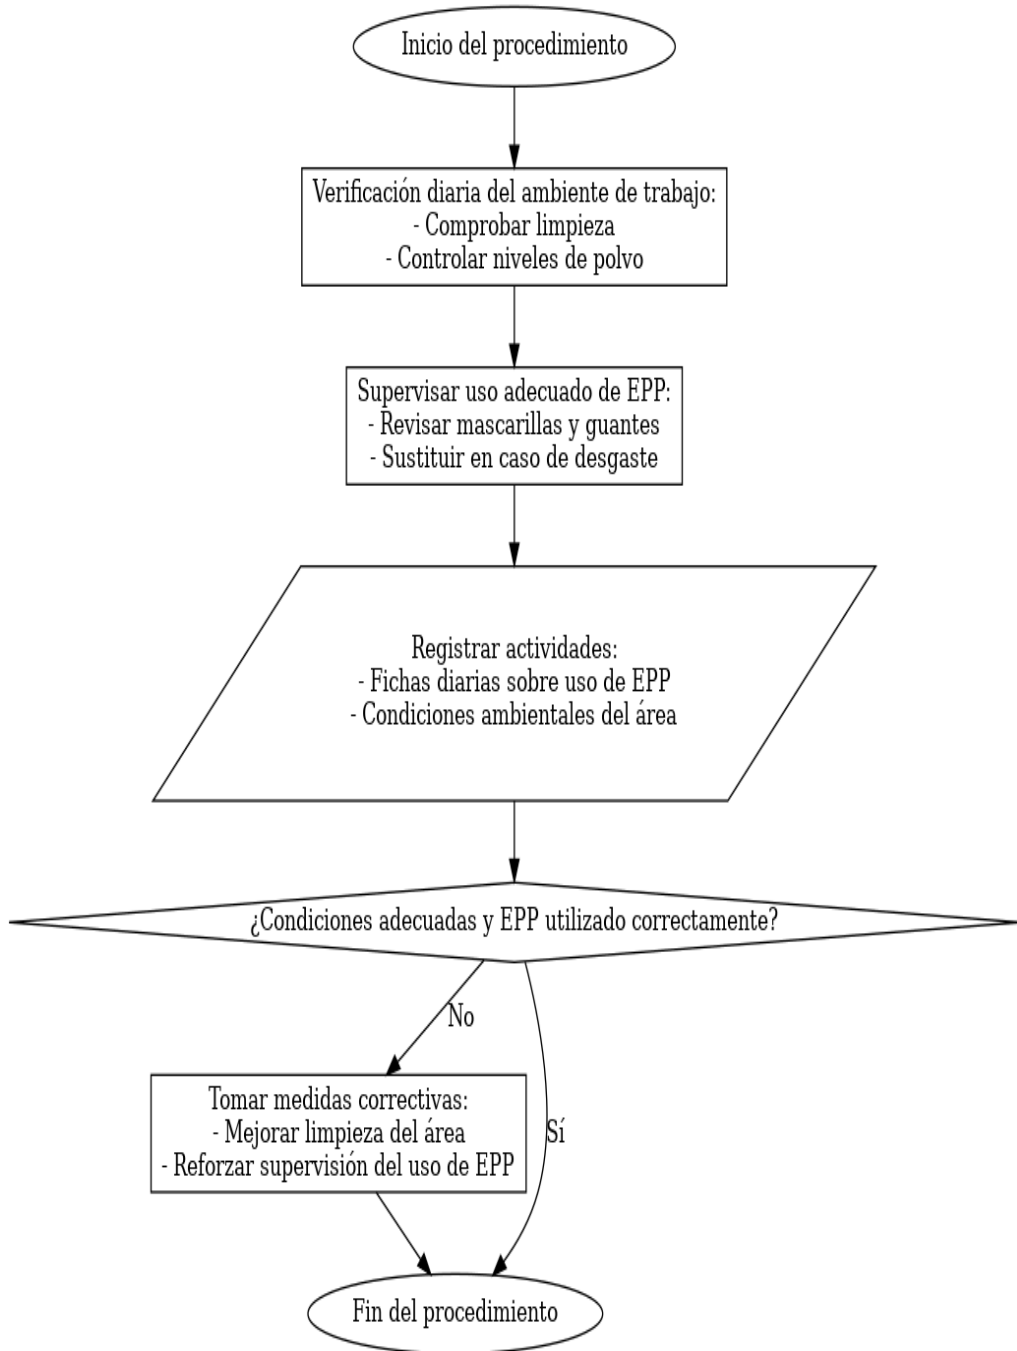 Inicio del procedimiento
Verificación diaria del ambiente de trabajo:
- Comprobar limpieza
- Controlar niveles de polvo
Supervisar uso adecuado de EPP:
- Revisar mascarillas y guantes
- Sustituir en caso de desgaste
Registrar actividades:
- Fichas diarias sobre uso de EPP
- Condiciones ambientales del área
¿Condiciones adecuadas y EPP utilizado correctamente?
No
Tomar medidas correctivas:
- Mejorar limpieza del área
- Reforzar supervisión del uso de EPP
Sí
Fin del procedimiento